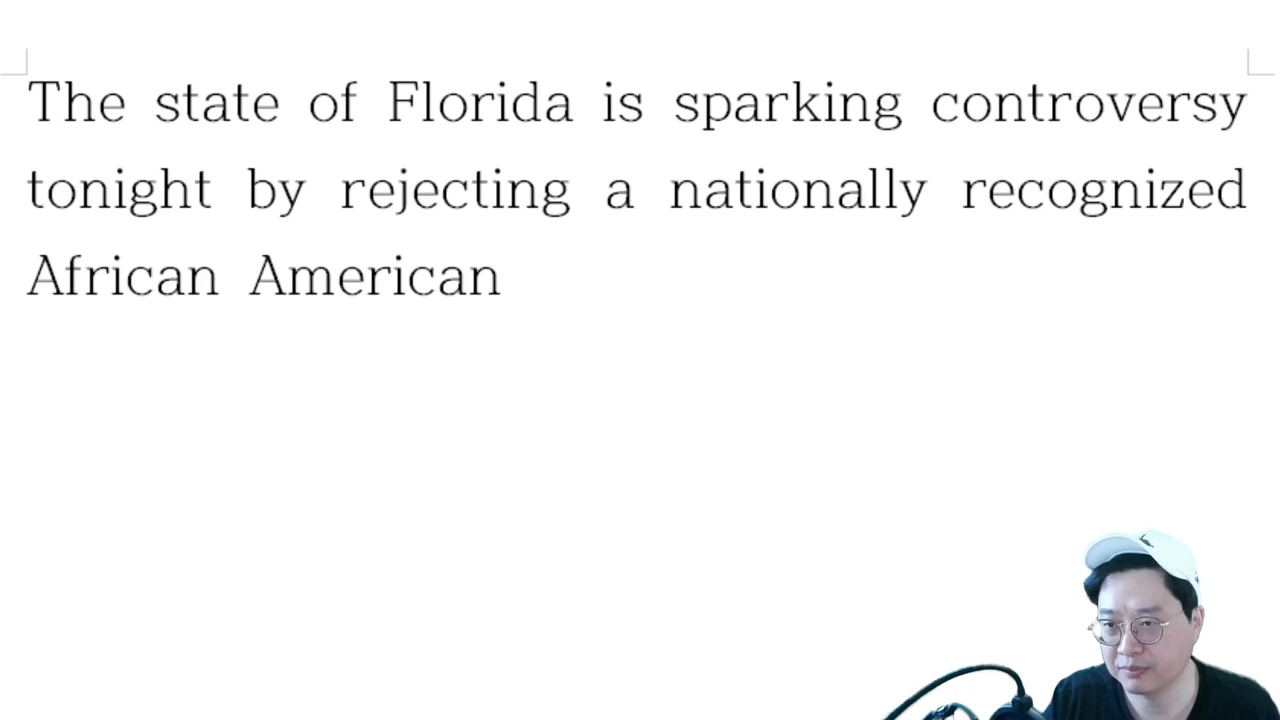 The state of Florida is sparking controversy
tonight by rejecting a nationally recognized
African American